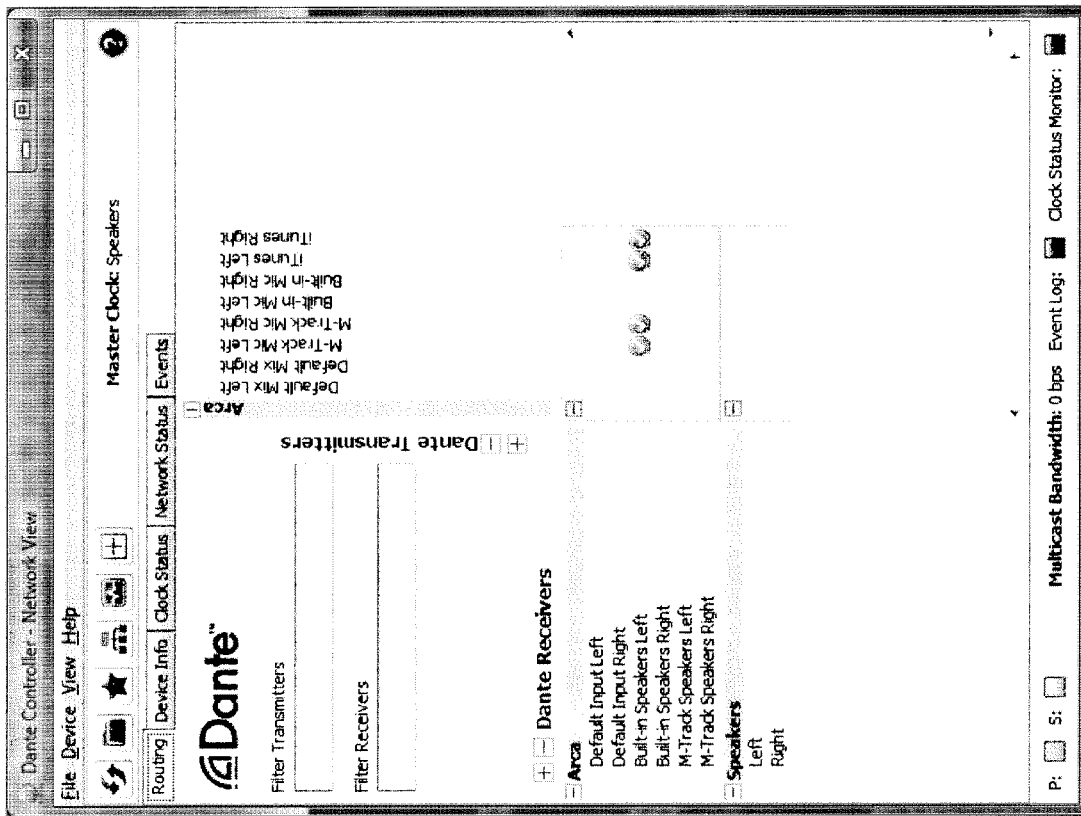 Dante Controller - Network View
File Device View Help
Master Clock: Speakers
Routing Device Info Clock Status Network Status Events
Dante™
Filter Transmitters
Filter Receivers
Dante Transmitters
Arca
Default Mix Left
Default Mix Right
M-Track Mic Left
M-Track Mic Right
Built-in Mic Left
Built-in Mic Right
iTunes Left
iTunes Right
Dante Receivers
Arca
Default Input Left
Default Input Right
Built-in Speakers Left
Built-in Speakers Right
M-Track Speakers Left
M-Track Speakers Right
Speakers
Left
Right
P: S: Multicast Bandwidth: 0 bps Event Log: Clock Status Monitor: